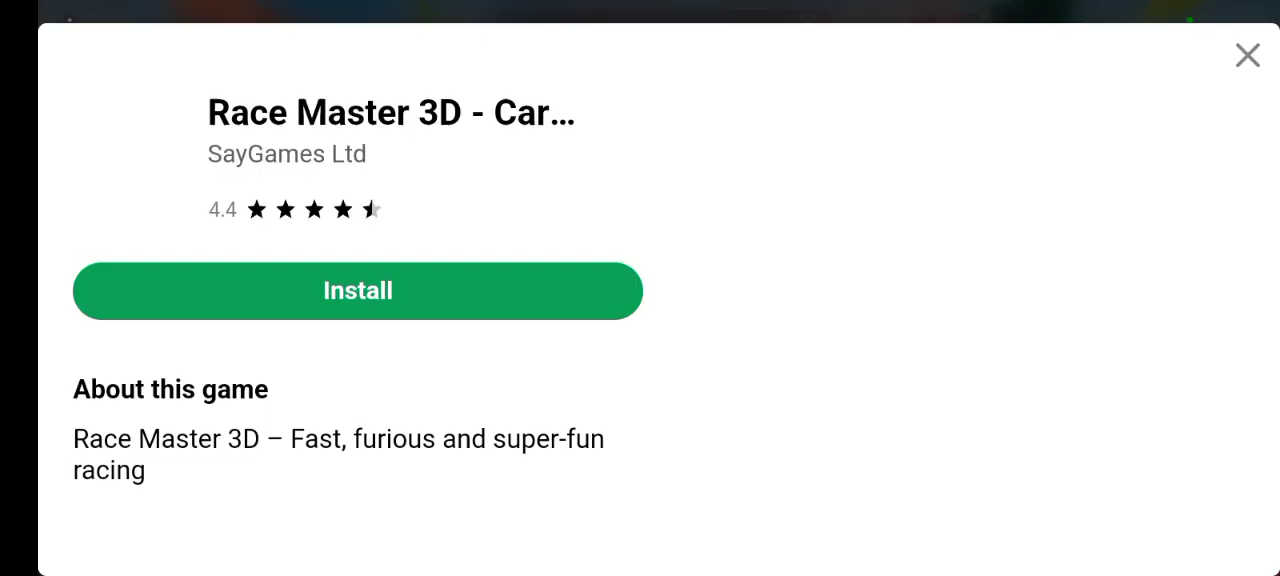 Race Master 3D - Car...
SayGames Ltd
4.4
Install
About this game
Race Master 3D – Fast, furious and super-fun
racing